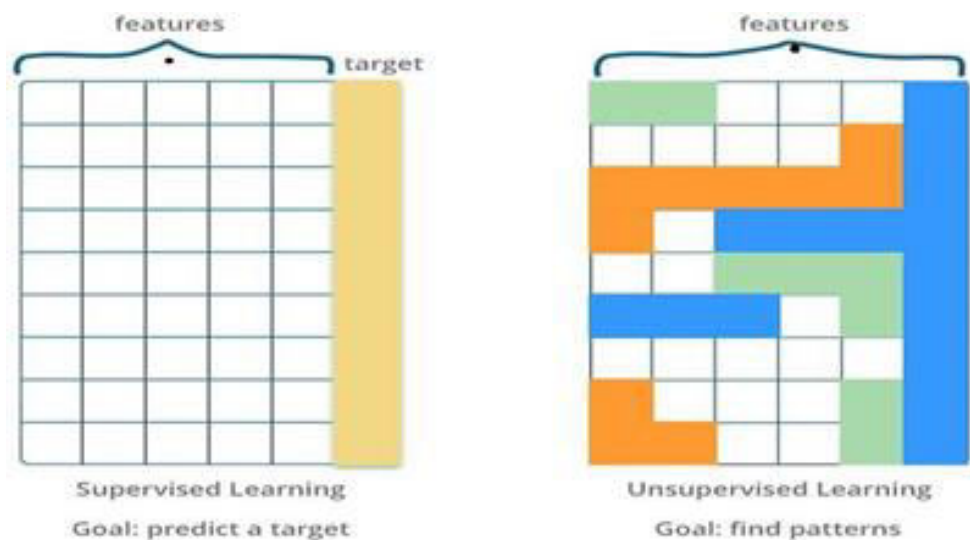 features
target
Supervised Learning
Goal: predict a target
features
Unsupervised Learning
Goal: find patterns